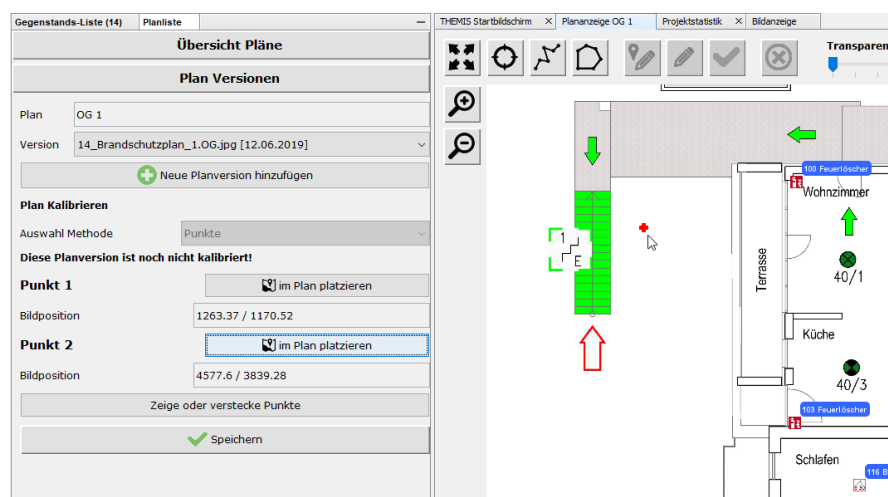 Gegenstands-Liste (14) Planliste
Übersicht Pläne
Plan Versionen
Plan OG 1
Version 14_Brandschutzplan_1.OG.jpg [12.06.2019]
Neue Planversion hinzufügen
Plan Kalibrieren
Auswahl Methode Punkte
Diese Planversion ist noch nicht kalibriert!
Punkt 1 im Plan platzieren
Bildposition 1263.37 / 1170.52
Punkt 2 im Plan platzieren
Bildposition 4577.6 / 3839.28
Zeige oder verstecke Punkte
Speichern
THEMIS Startbildschirm Plananzeige OG 1 Projektstatistik Bildanzeige
Transparen
100 Feuerlöscher
Wohnzimmer
1
E
Terrasse
40/1
Küche
40/3
103 Feuerlöscher
Schlafen
116 B